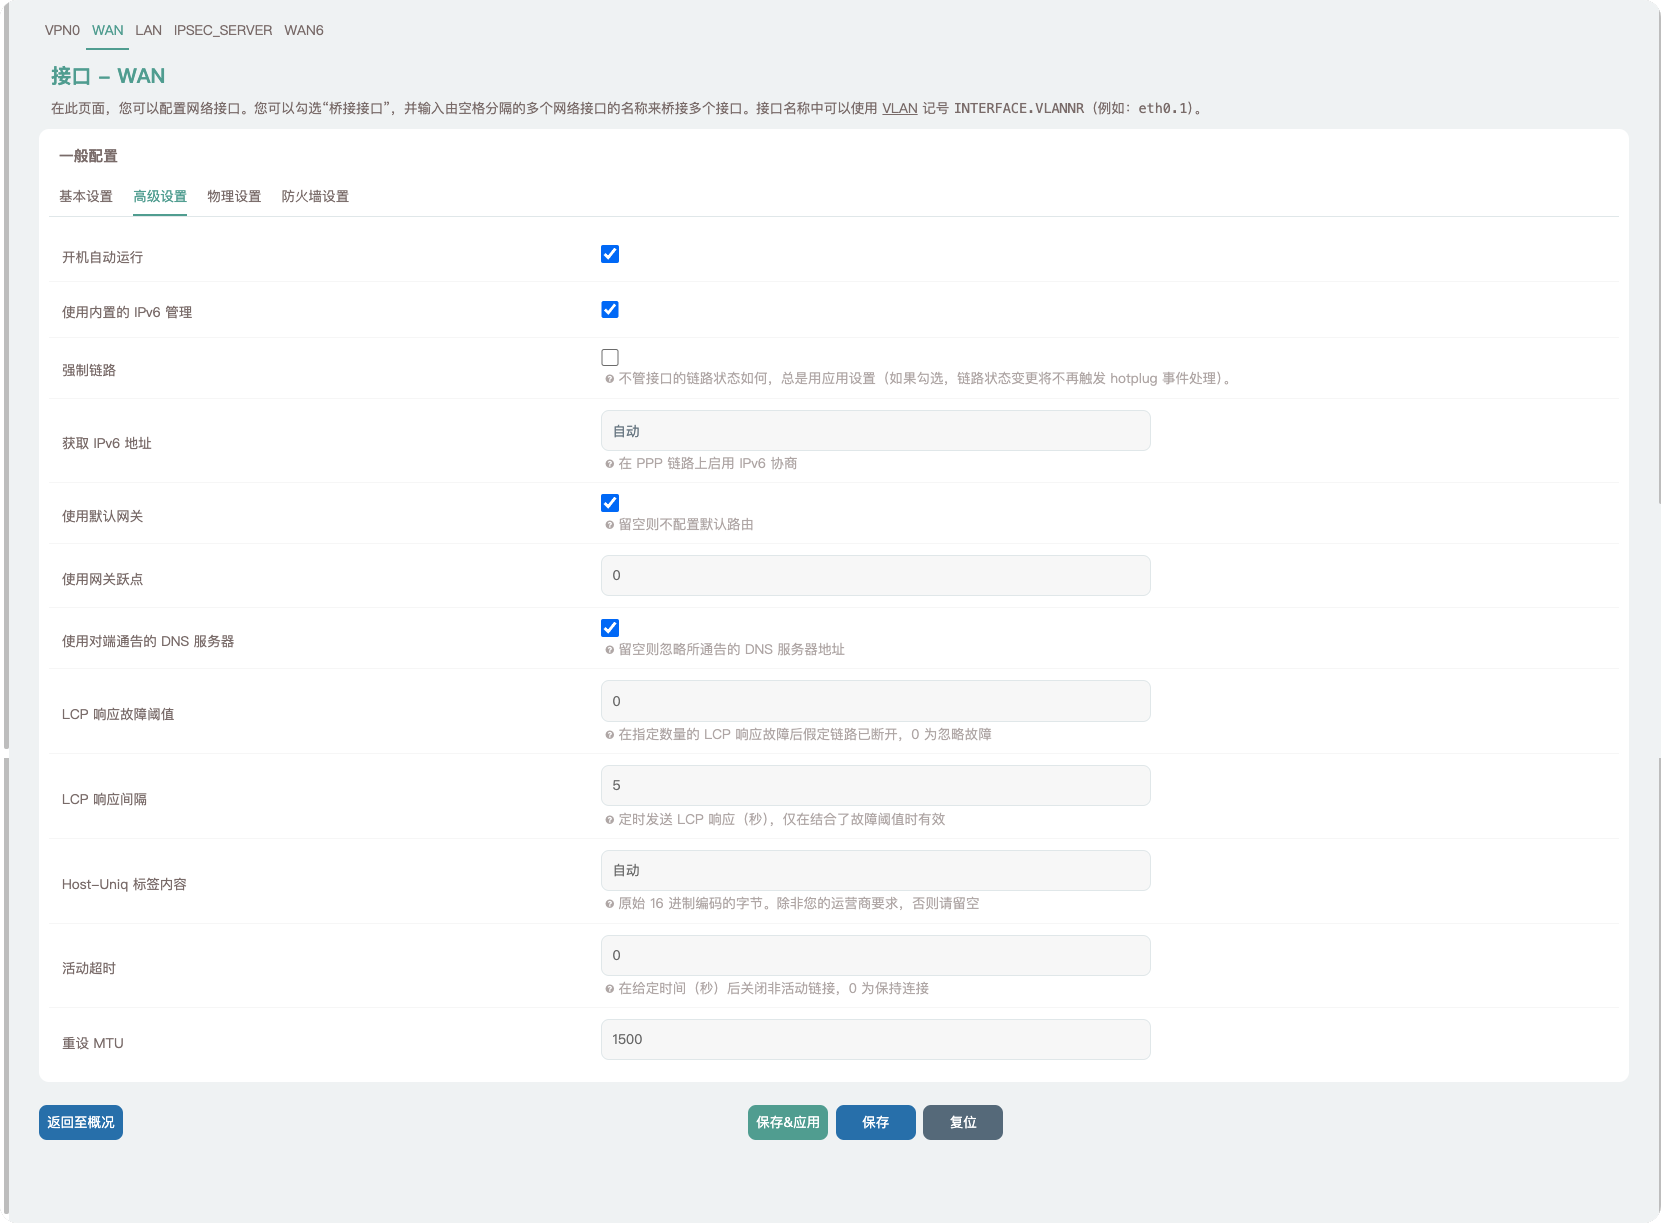 VPN0 WAN LAN IPSEC_SERVER WAN6
接口 – WAN
在此页面，您可以配置网络接口。您可以勾选“桥接接口”，并输入由空格分隔的多个网络接口的名称来桥接多个接口。接口名称中可以使用 VLAN 记号 INTERFACE.VLANNR（例如：eth0.1）。
一般配置
基本设置 高级设置 物理设置 防火墙设置
开机自动运行
使用内置的 IPv6 管理
强制链路
不管接口的链路状态如何，总是用应用设置（如果勾选，链路状态变更将不再触发 hotplug 事件处理）。
获取 IPv6 地址
自动
在 PPP 链路上启用 IPv6 协商
使用默认网关
留空则不配置默认路由
使用网关跃点
0
使用对端通告的 DNS 服务器
留空则忽略所通告的 DNS 服务器地址
LCP 响应故障阈值
0
在指定数量的 LCP 响应故障后假定链路已断开，0 为忽略故障
LCP 响应间隔
5
定时发送 LCP 响应（秒），仅在结合了故障阈值时有效
Host-Uniq 标签内容
自动
原始 16 进制编码的字节。除非您的运营商要求，否则请留空
活动超时
0
在给定时间（秒）后关闭非活动链接，0 为保持连接
重设 MTU
1500
返回至概况 保存&应用 保存 复位